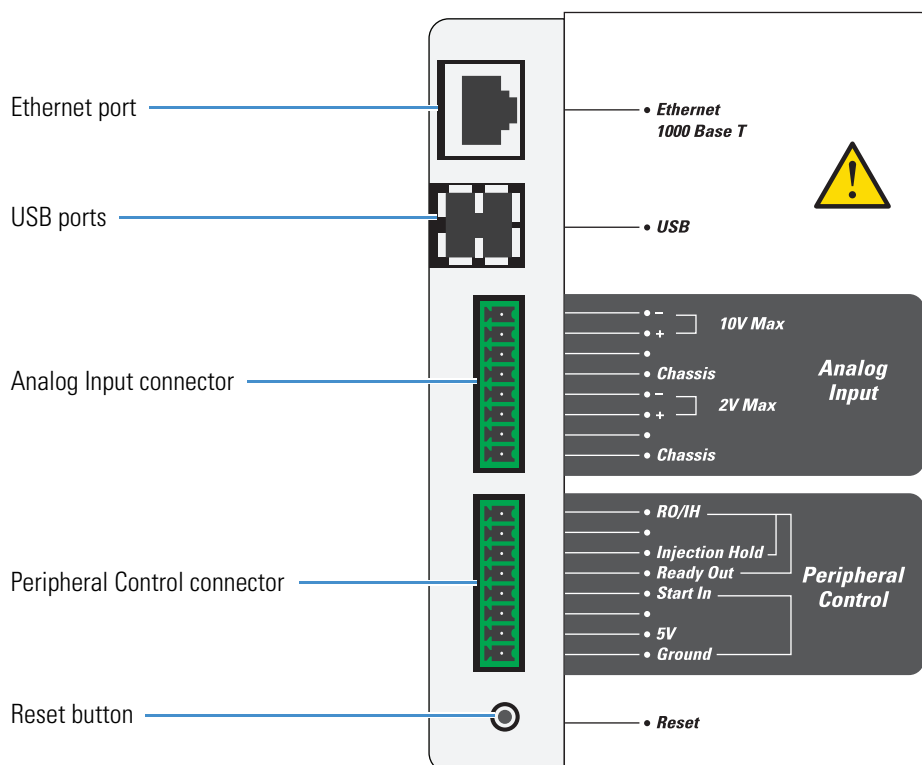 Ethernet port
Ethernet
1000 Base T
!
USB ports
USB
Analog Input connector
–
10V Max
+
Chassis
–
2V Max
+
Chassis
Analog
Input
Peripheral Control connector
RO/IH
Injection Hold
Ready Out
Start In
5V
Ground
Peripheral
Control
Reset button
Reset